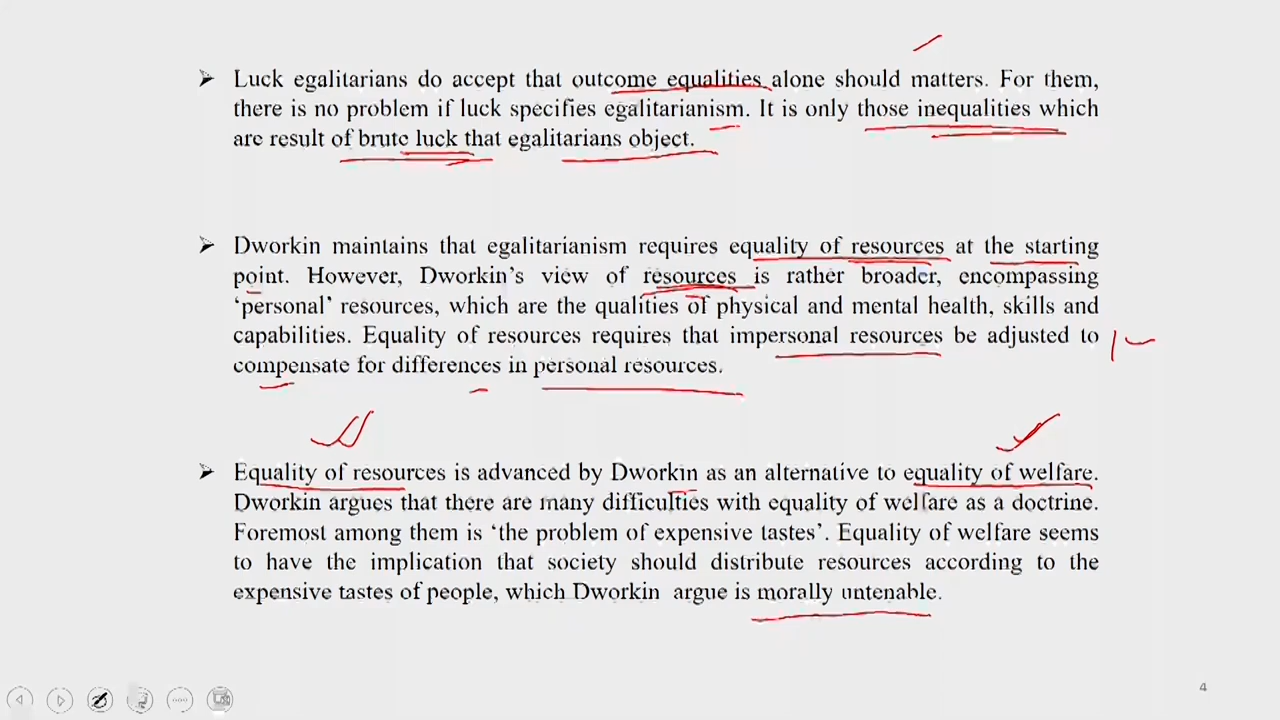 ➢ Luck egalitarians do accept that outcome equalities alone should matters. For them,
there is no problem if luck specifies egalitarianism. It is only those inequalities which
are result of brute luck that egalitarians object.
➢ Dworkin maintains that egalitarianism requires equality of resources at the starting
point. However, Dworkin's view of resources is rather broader, encompassing
'personal' resources, which are the qualities of physical and mental health, skills and
capabilities. Equality of resources requires that impersonal resources be adjusted to
compensate for differences in personal resources.
➢ Equality of resources is advanced by Dworkin as an alternative to equality of welfare.
Dworkin argues that there are many difficulties with equality of welfare as a doctrine.
Foremost among them is 'the problem of expensive tastes'. Equality of welfare seems
to have the implication that society should distribute resources according to the
expensive tastes of people, which Dworkin argue is morally untenable.
4